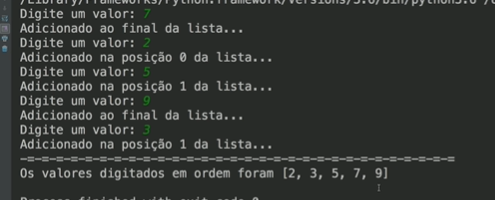 /Library/Frameworks/Python.framework/Versions/3.6/bin/python3.6 /U
Digite um valor: 7
Adicionado ao final da lista...
Digite um valor: 2
Adicionado na posição 0 da lista...
Digite um valor: 5
Adicionado na posição 1 da lista...
Digite um valor: 9
Adicionado ao final da lista...
Digite um valor: 3
Adicionado na posição 1 da lista...
-=-=-=-=-=-=-=-=-=-=-=-=-=-=-=-=-=-=-=-=-=-=-=-=-=-=-=-=-=-=
Os valores digitados em ordem foram [2, 3, 5, 7, 9]
Process finished with exit code 0